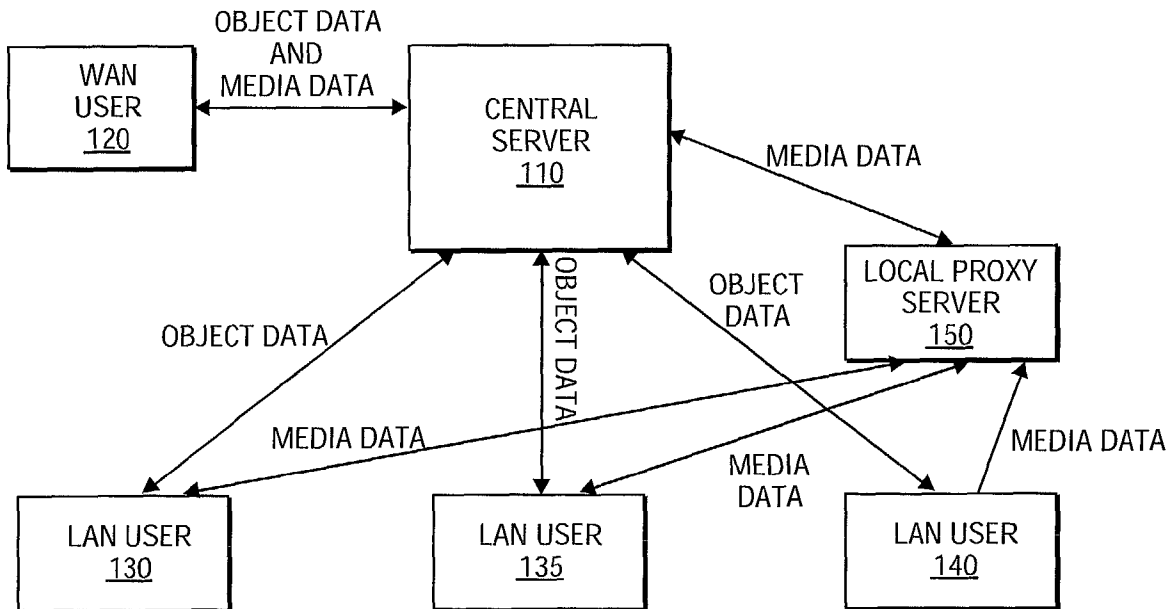 OBJECT DATA
AND
MEDIA DATA
WAN
USER
120
CENTRAL
SERVER
110
MEDIA DATA
LOCAL PROXY
SERVER
150
OBJECT
DATA
OBJECT DATA
OBJECT DATA
MEDIA DATA
MEDIA
DATA
MEDIA DATA
LAN USER
130
LAN USER
135
LAN USER
140